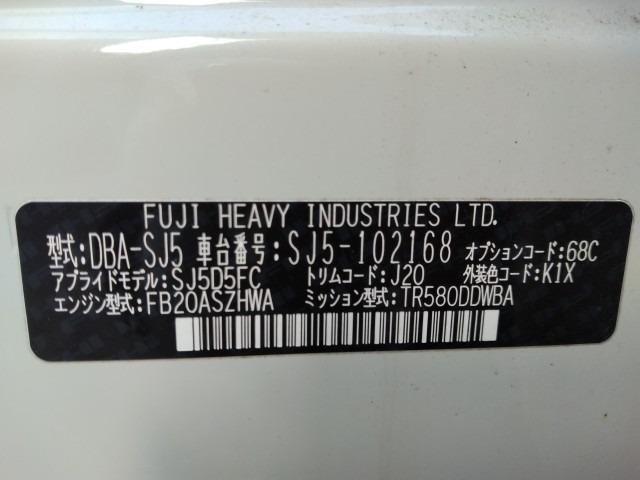 FUJI HEAVY INDUSTRIES LTD.
型式:DBA-SJ5 車台番号:SJ5-102168 オプションコード:68C
アプライドモデル:SJ5D5FC トリムコード:J20 外装色コード:K1X
エンジン型式:FB20ASZHWA ミッション型式:TR580DDWBA